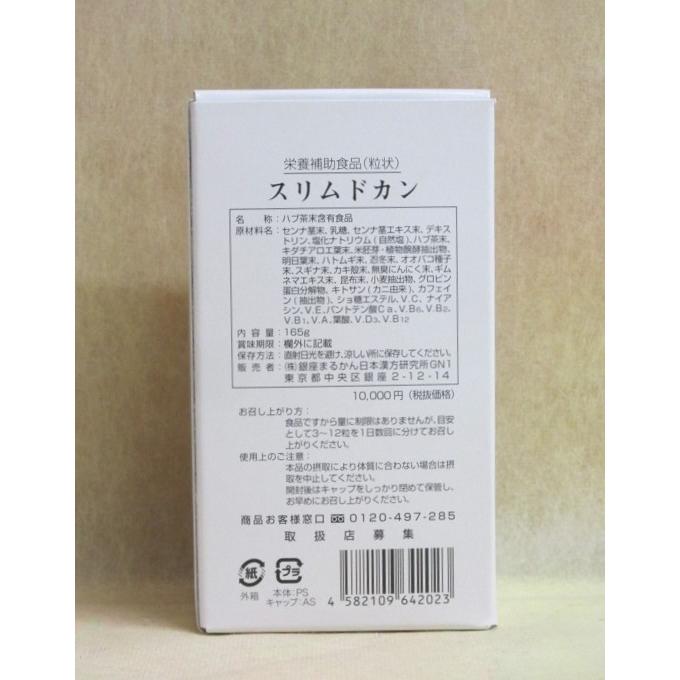 栄養補助食品(粒状)
スリムドカン
名 称:ハブ茶末含有食品
原材料名:センナ茎末、乳糖、センナ茎エキス末、デキス
トリン、塩化ナトリウム(自然塩)、ハブ茶末、
キダチアロエ葉末、米胚芽・植物醗酵抽出物、
明日葉末、ハトムギ末、忍冬末、オオバコ種子
末、スギナ末、カキ殻末、無臭にんにく末、ギム
ネマエキス末、昆布末、小麦抽出物、グロビン
蛋白分解物、キトサン(カニ由来)、カフェイ
ン(抽出物)、ショ糖エステル、V.C、ナイア
シン、V.E、パントテン酸Ca、V.B6、V.B2、
V.B1、V.A、葉酸、V.D3、V.B12
内 容 量:165g
賞味期限:欄外に記載
保存方法:直射日光を避け、涼しい所に保存してください。
販 売 者:(株)銀座まるかん日本漢方研究所GN1
東京都中央区銀座2-12-14
10,000円(税抜価格)
お召し上がり方:
食品ですから量に制限はありませんが、目安
として3〜12粒を1日数回に分けてお召し
上がりください。
使用上のご注意:
本品の摂取により体質に合わない場合は摂
取を中止してください。
開封後はキャップをしっかり閉めて保管し、
お早めにお召し上がりください。
商品お客様窓口 0120-497-285
取扱店募集
紙 プラ
外箱 本体:PS
キャップ:AS
4 582109 642023